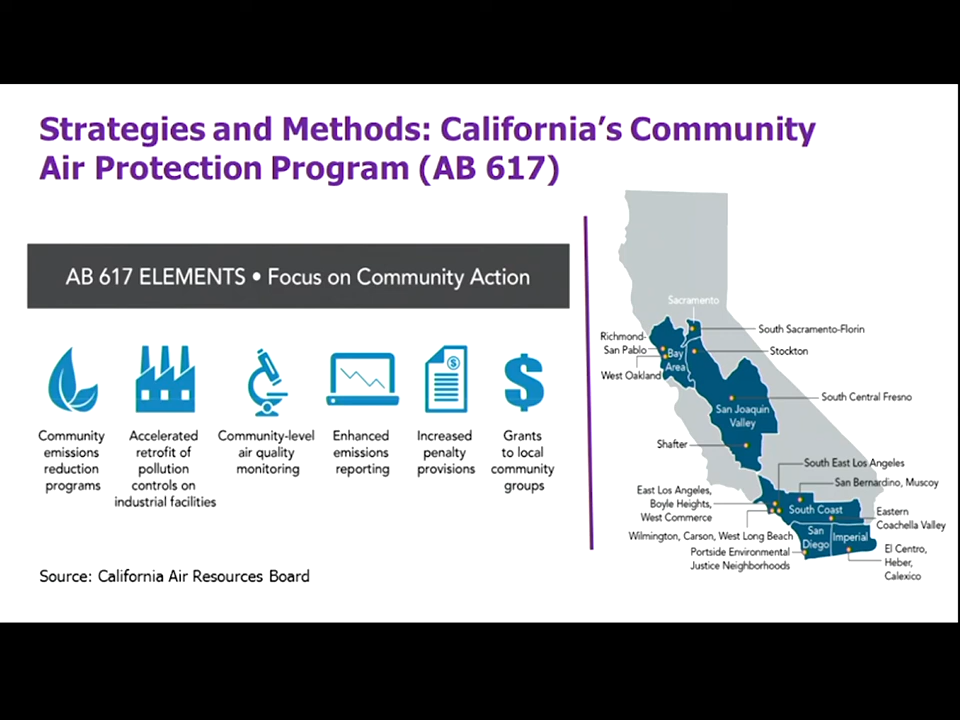 Strategies and Methods: California's Community
Air Protection Program (AB 617)
AB 617 ELEMENTS • Focus on Community Action
Community
emissions
reduction
programs
Accelerated
retrofit of
pollution
controls on
industrial facilities
Community-level
air quality
monitoring
Enhanced
emissions
reporting
$
Increased
penalty
provisions
$
Grants
to local
community
groups
Source: California Air Resources Board
Sacramento
South Sacramento-Florin
Richmond-
San Pablo
Bay
Area
Stockton
West Oakland
South Central Fresno
San Joaquin
Valley
Shafter
South East Los Angeles
San Bernardino, Muscoy
East Los Angeles,
Boyle Heights,
West Commerce
South Coast
Eastern
Coachella Valley
Wilmington, Carson, West Long Beach
San
Diego
Imperial
Portside Environmental
Justice Neighborhoods
El Centro,
Heber,
Calexico